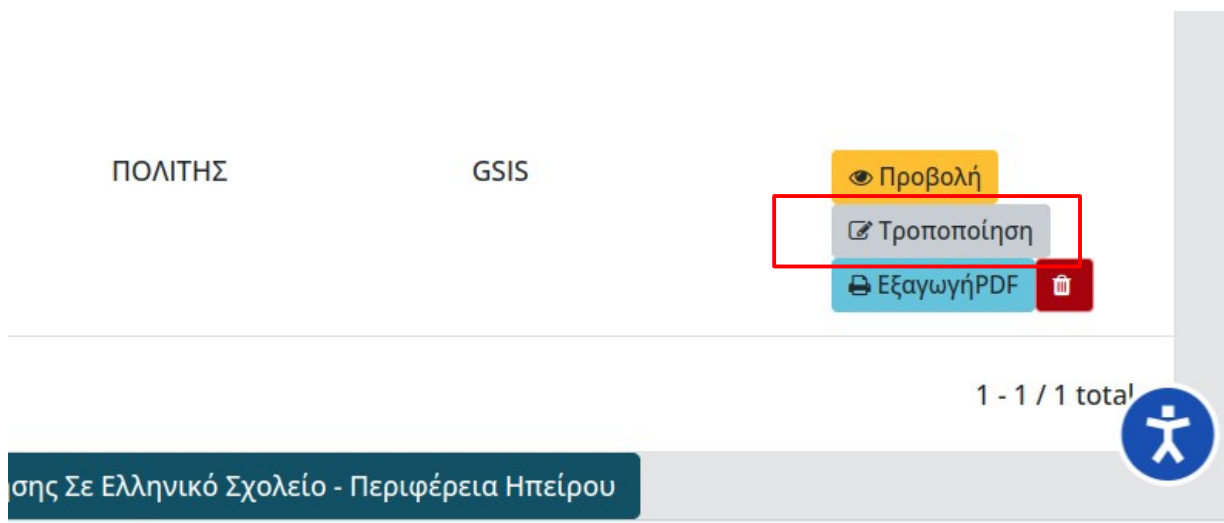 ΠΟΛΙΤΗΣ GSIS Προβολή
Τροποποίηση
ΕξαγωγήPDF
1 - 1 / 1 total
σης Σε Ελληνικό Σχολείο - Περιφέρεια Ηπείρου